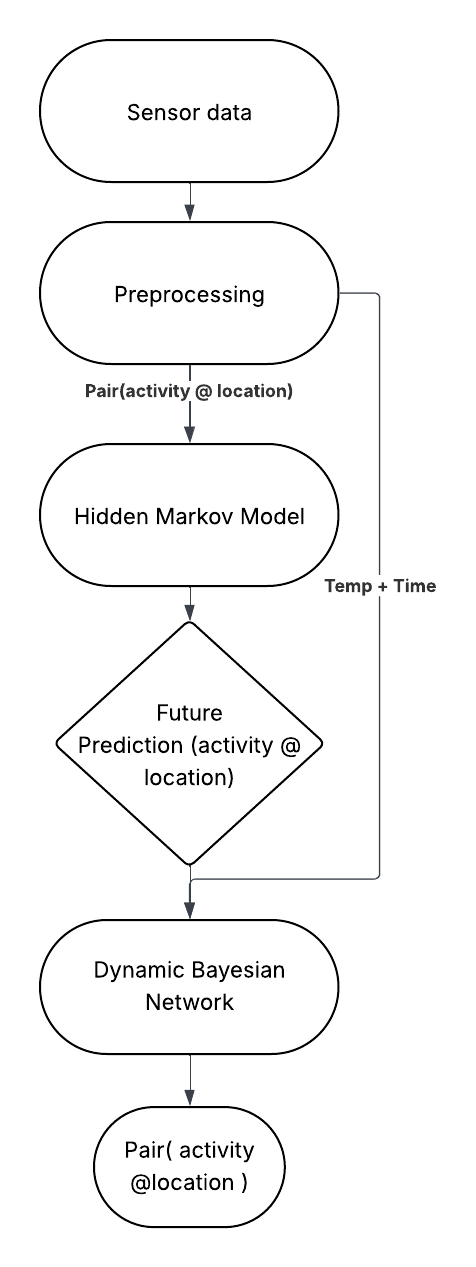 Sensor data
Preprocessing
Pair(activity @ location)
Hidden Markov Model
Temp + Time
Future
Prediction (activity @
location)
Dynamic Bayesian
Network
Pair( activity
@location )